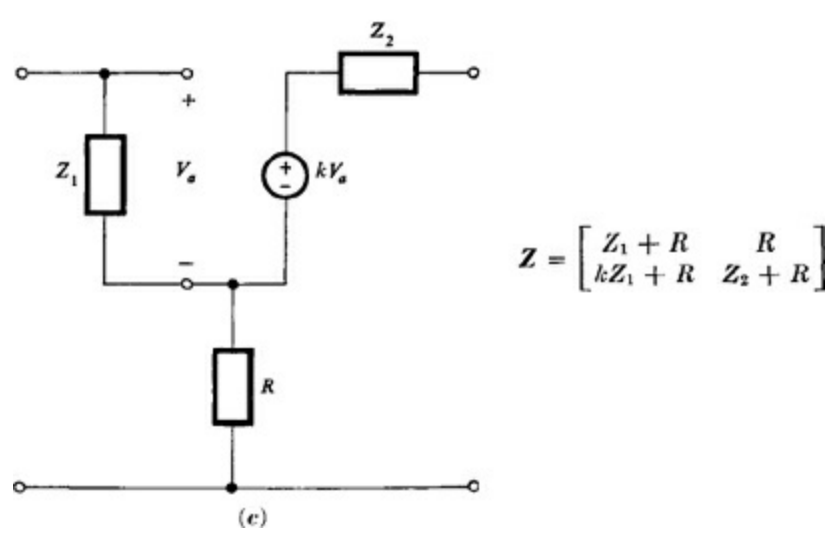 Z₂
+
Z₁ Vₐ + kVₐ
−
−
R
(c)
Z = [ Z₁ + R   R
kZ₁ + R   Z₂ + R ]